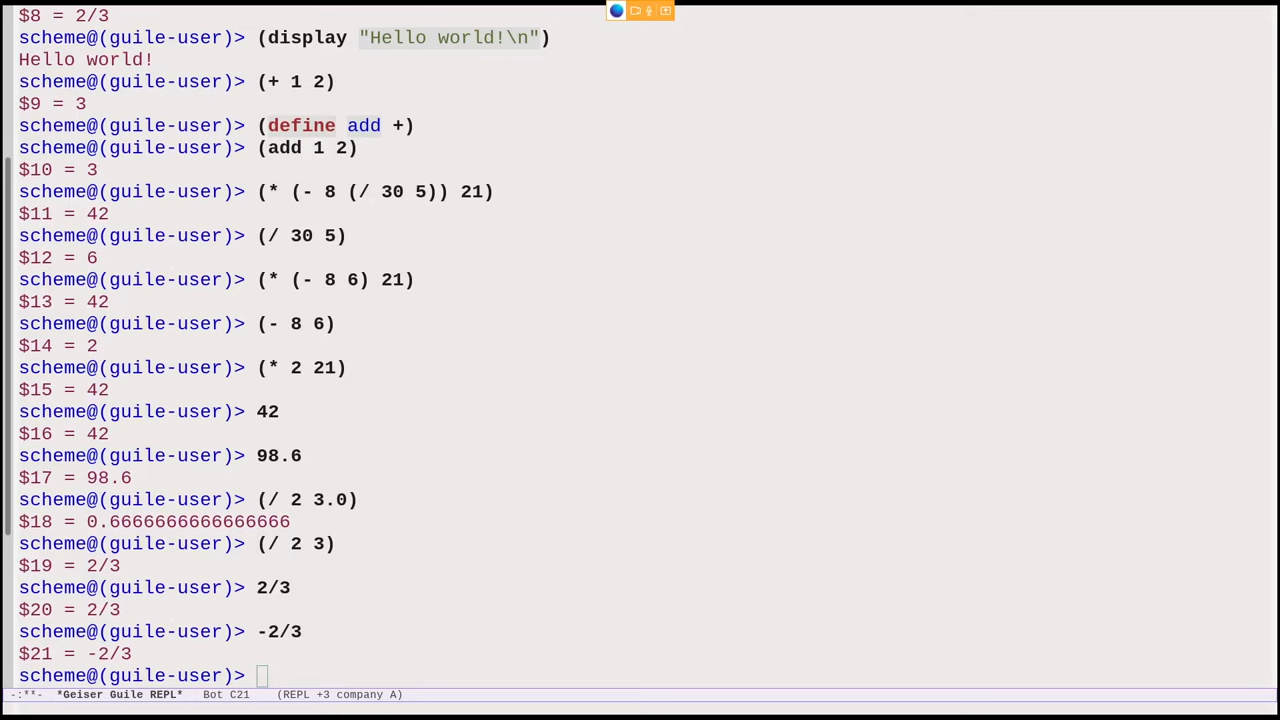 $8 = 2/3
scheme@(guile-user)> (display "Hello world!\n")
Hello world!
scheme@(guile-user)> (+ 1 2)
$9 = 3
scheme@(guile-user)> (define add +)
scheme@(guile-user)> (add 1 2)
$10 = 3
scheme@(guile-user)> (* (- 8 (/ 30 5)) 21)
$11 = 42
scheme@(guile-user)> (/ 30 5)
$12 = 6
scheme@(guile-user)> (* (- 8 6) 21)
$13 = 42
scheme@(guile-user)> (- 8 6)
$14 = 2
scheme@(guile-user)> (* 2 21)
$15 = 42
scheme@(guile-user)> 42
$16 = 42
scheme@(guile-user)> 98.6
$17 = 98.6
scheme@(guile-user)> (/ 2 3.0)
$18 = 0.6666666666666666
scheme@(guile-user)> (/ 2 3)
$19 = 2/3
scheme@(guile-user)> 2/3
$20 = 2/3
scheme@(guile-user)> -2/3
$21 = -2/3
scheme@(guile-user)>
-:**-  *Geiser Guile REPL*   Bot C21    (REPL +3 company A)